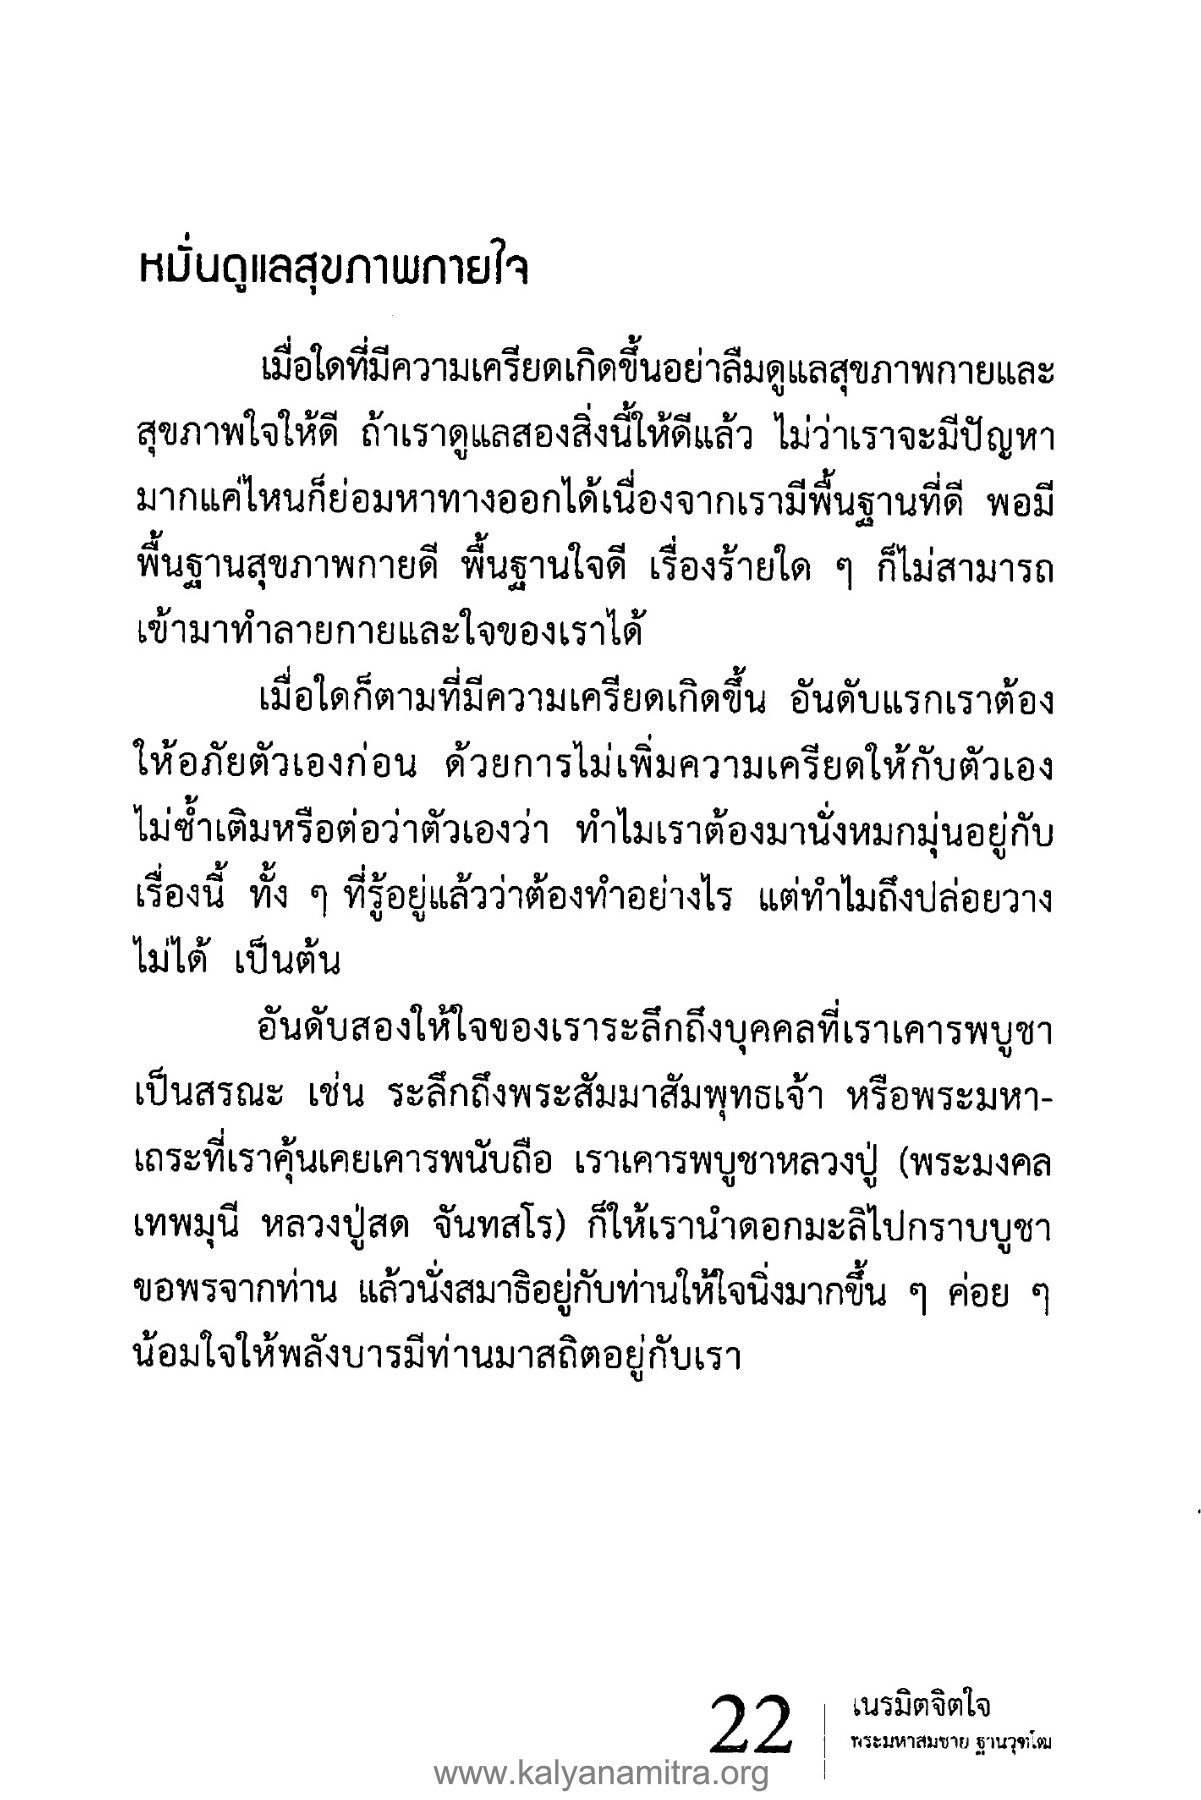 หมั่นดูแลสุขภาพกายใจ
เมื่อใดที่มีความเครียดเกิดขึ้นอย่าลืมดูแลสุขภาพกายและ
สุขภาพใจให้ดี ถ้าเราดูแลสองสิ่งนี้ให้ดีแล้ว ไม่ว่าเราจะมีปัญหา
มากแค่ไหนก็ย่อมหาทางออกได้เนื่องจากเรามีพื้นฐานที่ดี พอมี
พื้นฐานสุขภาพกายดี พื้นฐานใจดี เรื่องร้ายใด ๆ ก็ไม่สามารถ
เข้ามาทำลายกายและใจของเราได้
เมื่อใดก็ตามที่มีความเครียดเกิดขึ้น อันดับแรกเราต้อง
ให้อภัยตัวเองก่อน ด้วยการไม่เพิ่มความเครียดให้กับตัวเอง
ไม่ซ้ำเติมหรือต่อว่าตัวเองว่า ทำไมเราต้องมานั่งหมกมุ่นอยู่กับ
เรื่องนี้ ทั้ง ๆ ที่รู้อยู่แล้วว่าต้องทำอย่างไร แต่ทำไมถึงปล่อยวาง
ไม่ได้ เป็นต้น
อันดับสองให้ใจของเราระลึกถึงบุคคลที่เราเคารพบูชา
เป็นสรณะ เช่น ระลึกถึงพระสัมมาสัมพุทธเจ้า หรือพระมหา-
เถระที่เราคุ้นเคยเคารพนับถือ เราเคารพบูชาหลวงปู่ (พระมงคล
เทพมุนี หลวงปู่สด จันทสโร) ก็ให้เรานำดอกมะลิไปกราบบูชา
ขอพรจากท่าน แล้วนั่งสมาธิอยู่กับท่านให้ใจนิ่งมากขึ้น ๆ ค่อย ๆ
น้อมใจให้พลังบารมีท่านมาสถิตอยู่กับเรา
22
เนรมิตจิตใจ
พระมหาสมชาย ฐานวุฑโฒ
www.kalyanamitra.org